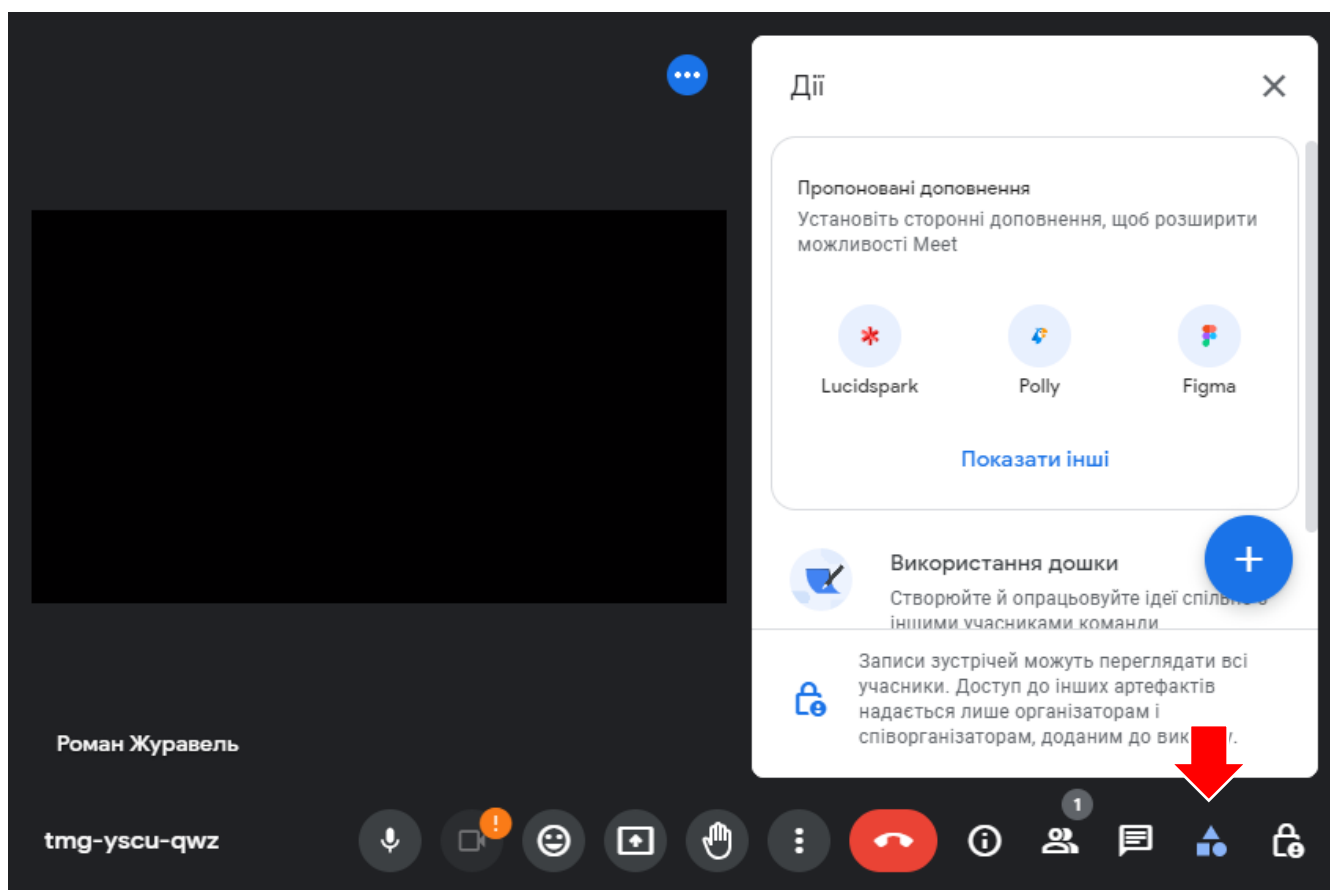 Дії
Пропоновані доповнення
Установіть сторонні доповнення, щоб розширити
можливості Meet
Lucidspark
Polly
Figma
Показати інші
Використання дошки
Створюйте й опрацьовуйте ідеї
іншими учасниками команди
Записи зустрічей можуть переглядати всі
учасники. Доступ до інших артефактів
надається лише організаторам і
співорганізаторам, доданим до
Роман Журавель
1
tmg-yscu-qwz